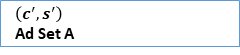 (c′, s′)
Ad Set A